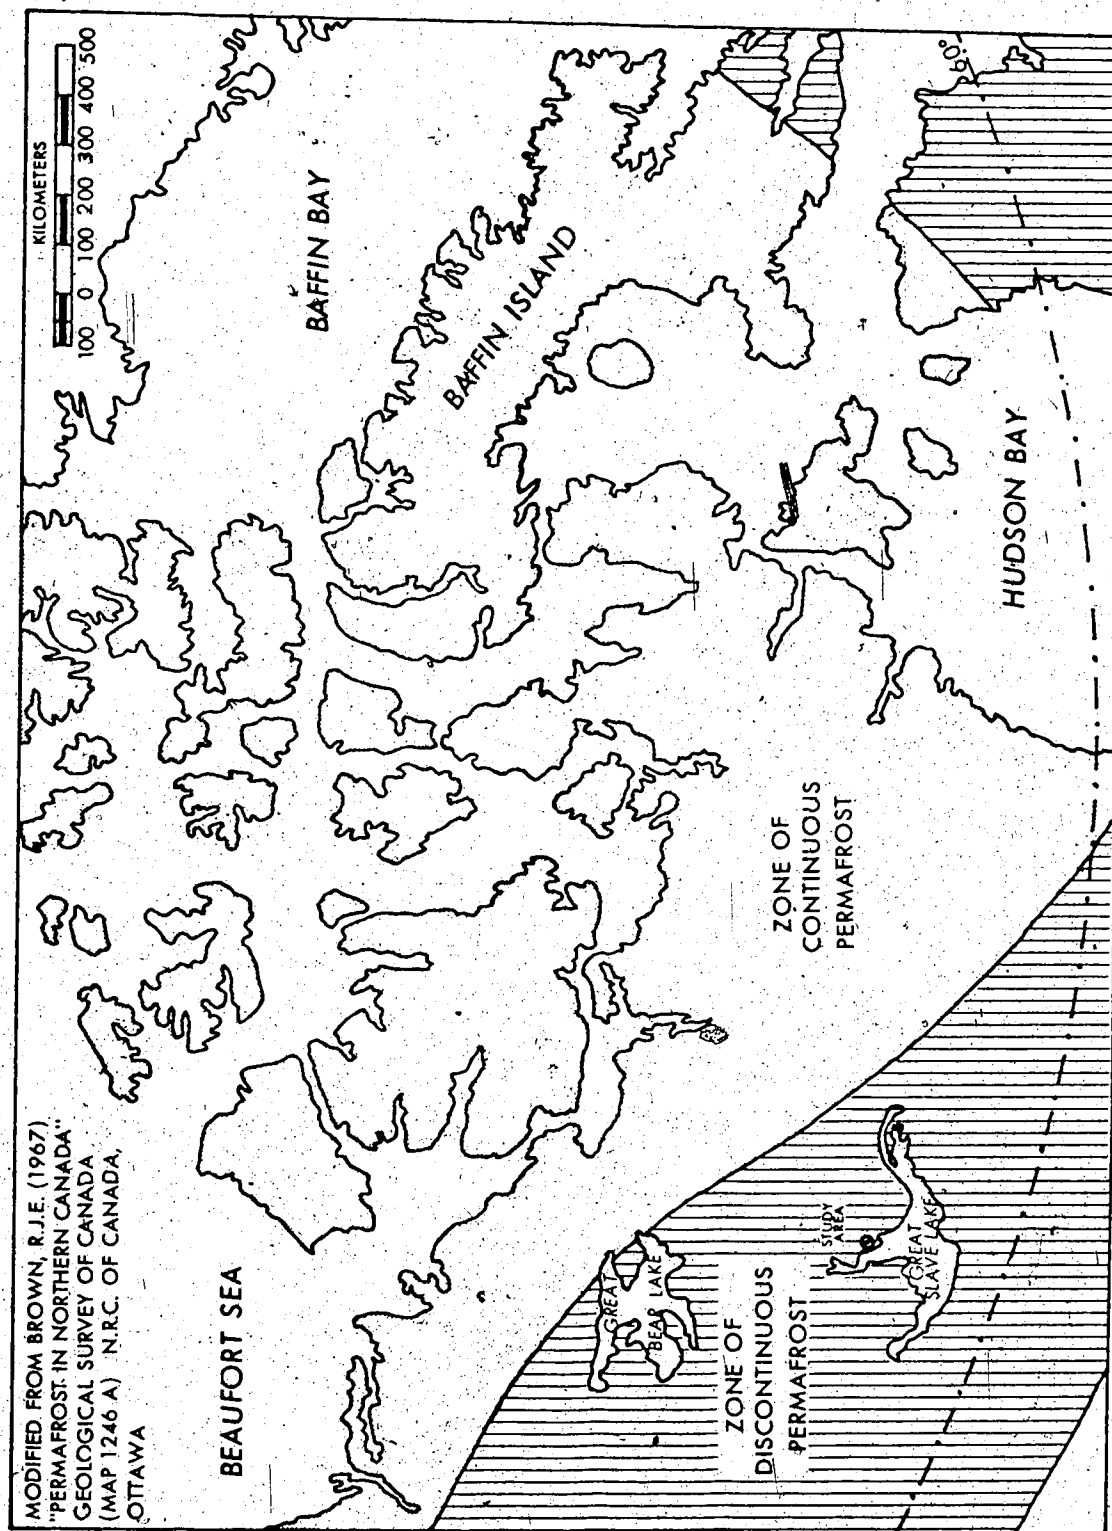 MODIFIED FROM BROWN, R.J.E. (1967)
"PERMAFROST IN NORTHERN CANADA"
GEOLOGICAL SURVEY OF CANADA
(MAP 1246 A) N.R.C. OF CANADA,
OTTAWA
KILOMETERS
100 0 100 200 300 400 500
BAFFIN BAY
BAFFIN ISLAND
BEAUFORT SEA
HUDSON BAY
60°
ZONE OF
CONTINUOUS
PERMAFROST
GREAT
BEAR LAKE
STUDY
AREA
GREAT
SLAVE LAKE
ZONE OF
DISCONTINUOUS
PERMAFROST